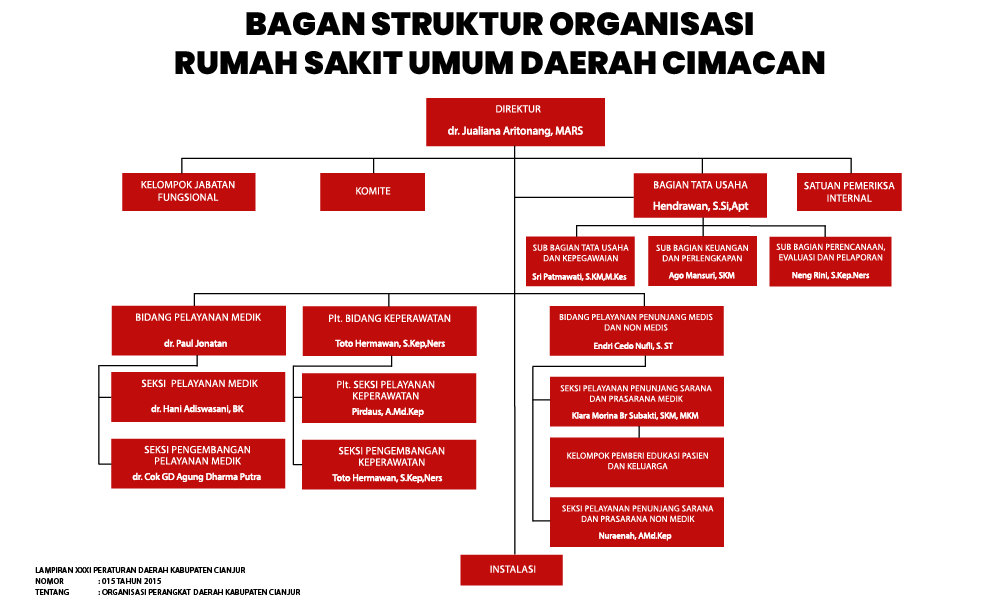 BAGAN STRUKTUR ORGANISASI
RUMAH SAKIT UMUM DAERAH CIMACAN
DIREKTUR
dr. Jualiana Aritonang, MARS
KELOMPOK JABATAN
FUNGSIONAL
KOMITE
BAGIAN TATA USAHA
Hendrawan, S.Si,Apt
SATUAN PEMERIKSA
INTERNAL
SUB BAGIAN TATA USAHA
DAN KEPEGAWAIAN
Sri Patmawati, S.KM,M.Kes
SUB BAGIAN KEUANGAN
DAN PERLENGKAPAN
Ago Mansuri, SKM
SUB BAGIAN PERENCANAAN,
EVALUASI DAN PELAPORAN
Neng Rini, S.Kep.Ners
BIDANG PELAYANAN MEDIK
dr. Paul Jonatan
Plt. BIDANG KEPERAWATAN
Toto Hermawan, S.Kep,Ners
BIDANG PELAYANAN PENUNJANG MEDIS
DAN NON MEDIS
Endri Cedo Nufli, S. ST
SEKSI PELAYANAN MEDIK
dr. Hani Adiswasani, BK
Plt. SEKSI PELAYANAN
KEPERAWATAN
Pirdaus, A.Md.Kep
SEKSI PELAYANAN PENUNJANG SARANA
DAN PRASARANA MEDIK
Klara Morina Br Subakti, SKM, MKM
SEKSI PENGEMBANGAN
PELAYANAN MEDIK
dr. Cok GD Agung Dharma Putra
SEKSI PENGEMBANGAN
KEPERAWATAN
Toto Hermawan, S.Kep,Ners
KELOMPOK PEMBERI EDUKASI PASIEN
DAN KELUARGA
SEKSI PELAYANAN PENUNJANG SARANA
DAN PRASARANA NON MEDIK
Nuraenah, AMd.Kep
INSTALASI
LAMPIRAN XXXI PERATURAN DAERAH KABUPATEN CIANJUR
NOMOR : 015 TAHUN 2015
TENTANG : ORGANISASI PERANGKAT DAERAH KABUPATEN CIANJUR